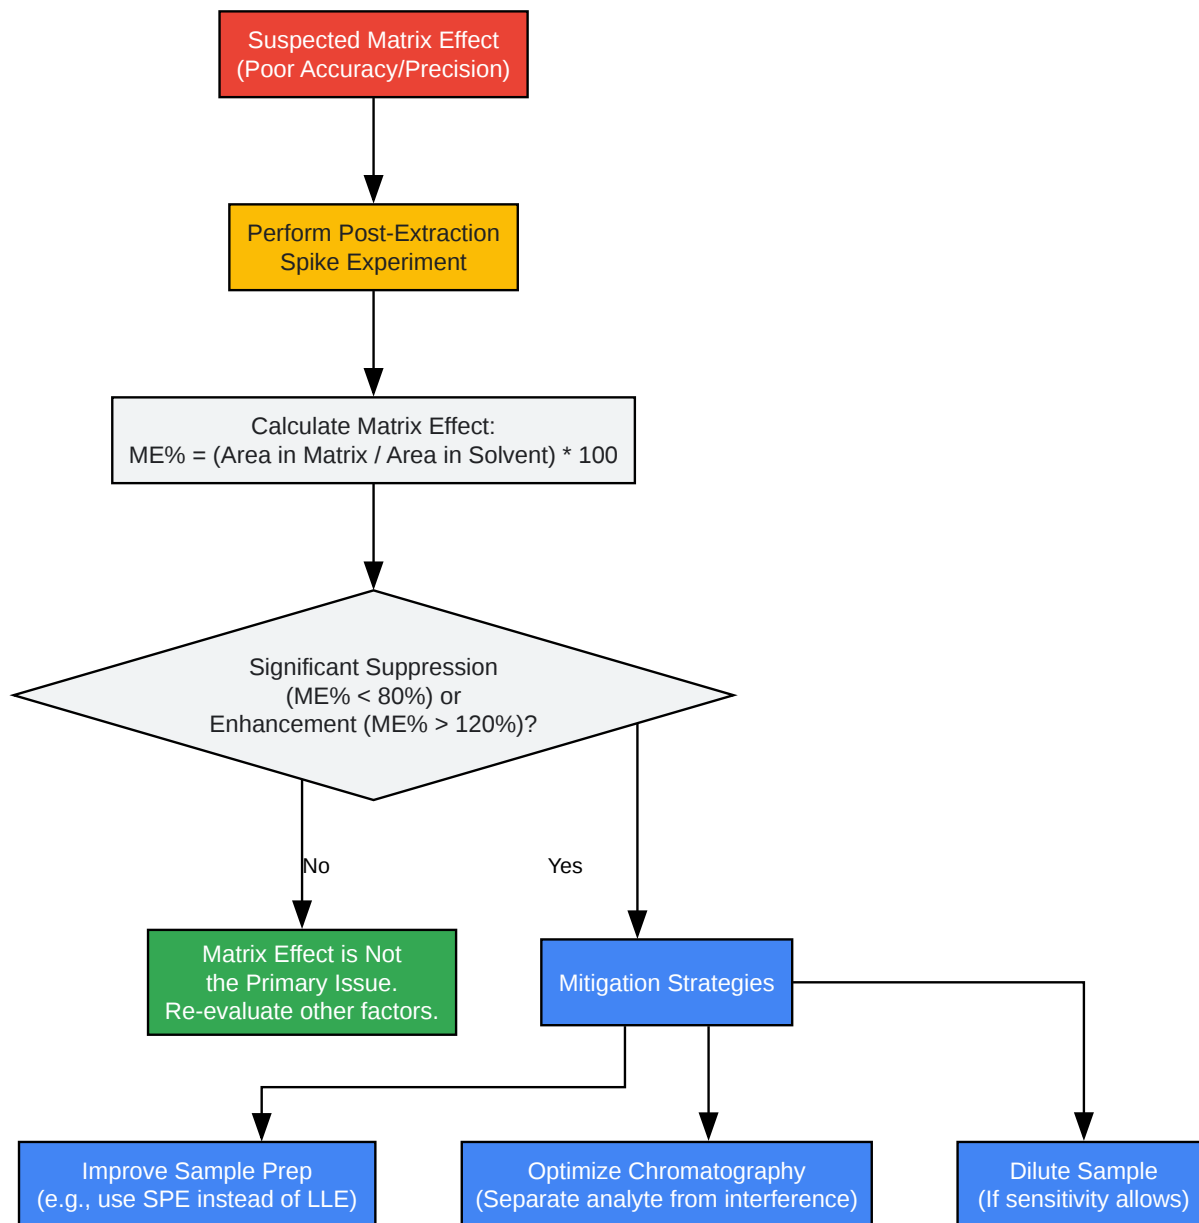 Suspected Matrix Effect
(Poor Accuracy/Precision)
Perform Post-Extraction
Spike Experiment
Calculate Matrix Effect:
ME% = (Area in Matrix / Area in Solvent) * 100
Significant Suppression
(ME% < 80%) or
Enhancement (ME% > 120%)?
No
Yes
Matrix Effect is Not
the Primary Issue.
Re-evaluate other factors.
Mitigation Strategies
Improve Sample Prep
(e.g., use SPE instead of LLE)
Optimize Chromatography
(Separate analyte from interference)
Dilute Sample
(If sensitivity allows)